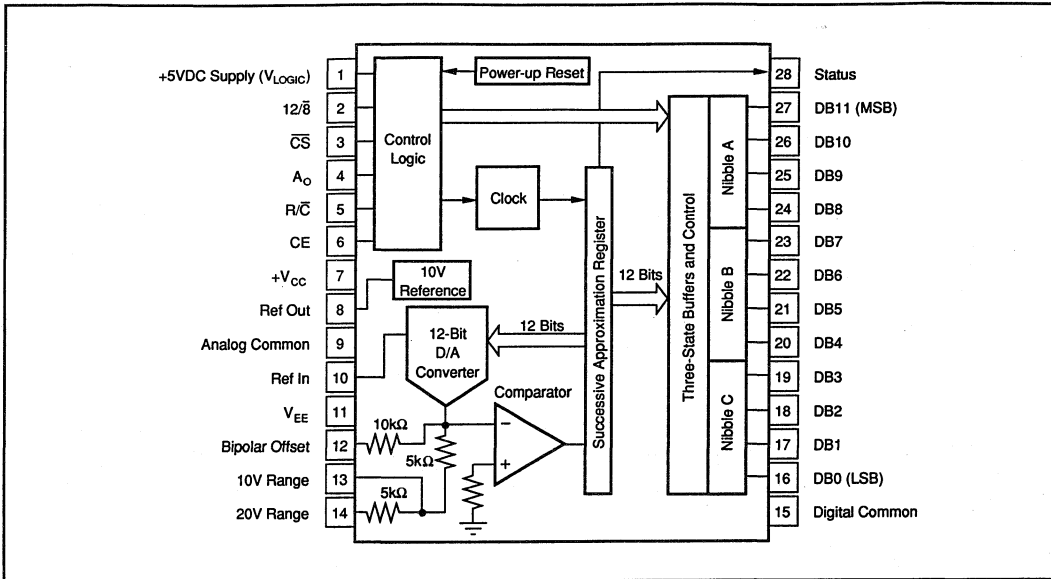 +5VDC Supply (VLOGIC) 1
12/8̅ 2
C̅S̅ 3
AO 4
R/C̅ 5
CE 6
+VCC 7
Ref Out 8
Analog Common 9
Ref In 10
VEE 11
Bipolar Offset 12
10V Range 13
20V Range 14
Control
Logic
Power-up Reset
Clock
10V
Reference
12-Bit
D/A
Converter
12 Bits
Comparator
10kΩ
5kΩ
5kΩ
−
+
Successive Approximation Register
12 Bits
Three-State Buffers and Control
Nibble A
Nibble B
Nibble C
28 Status
27 DB11 (MSB)
26 DB10
25 DB9
24 DB8
23 DB7
22 DB6
21 DB5
20 DB4
19 DB3
18 DB2
17 DB1
16 DB0 (LSB)
15 Digital Common